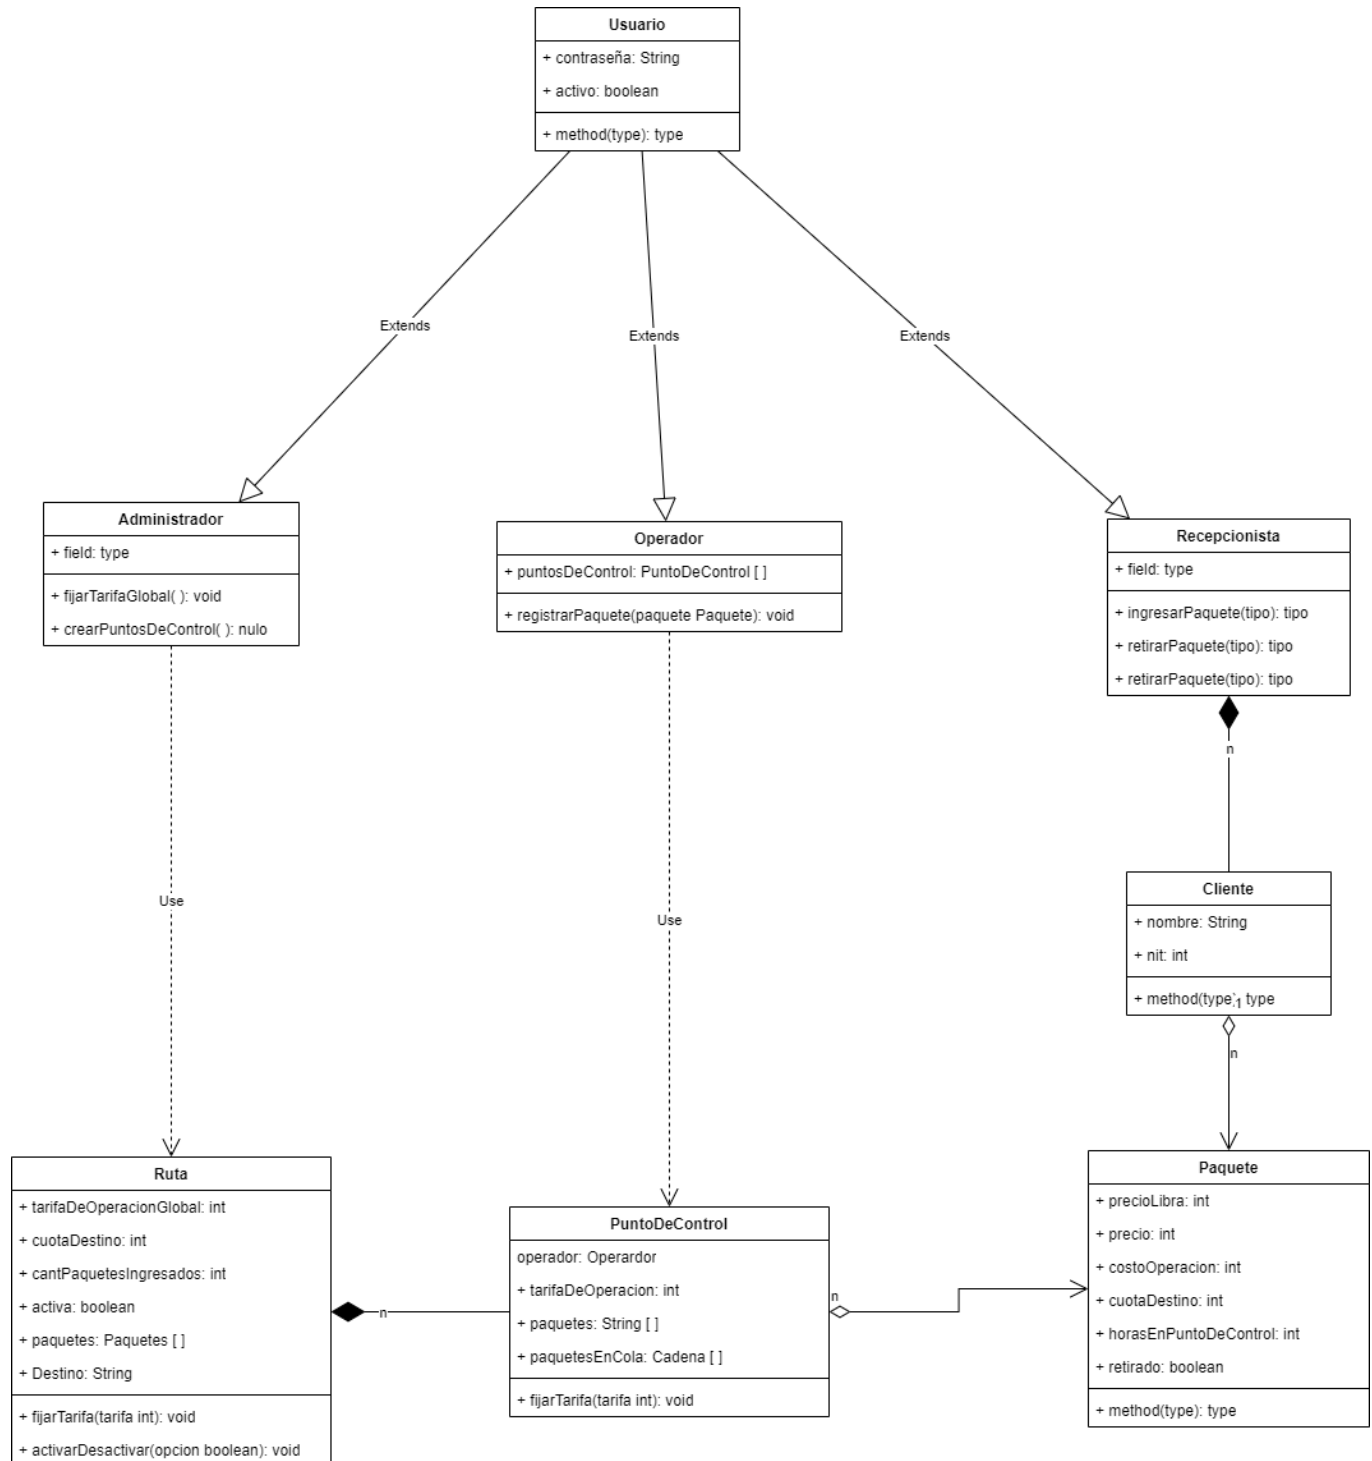 Usuario
+ contraseña: String
+ activo: boolean
+ method(type): type
Extends
Extends
Extends
Administrador
+ field: type
+ fijarTarifaGlobal( ): void
+ crearPuntosDeControl( ): nulo
Operador
+ puntosDeControl: PuntoDeControl [ ]
+ registrarPaquete(paquete Paquete): void
Recepcionista
+ field: type
+ ingresarPaquete(tipo): tipo
+ retirarPaquete(tipo): tipo
+ retirarPaquete(tipo): tipo
n
Use
Use
Cliente
+ nombre: String
+ nit: int
+ method(type): type
1
n
Ruta
+ tarifaDeOperacionGlobal: int
+ cuotaDestino: int
+ cantPaquetesIngresados: int
+ activa: boolean
+ paquetes: Paquetes [ ]
+ Destino: String
+ fijarTarifa(tarifa int): void
+ activarDesactivar(opcion boolean): void
n
PuntoDeControl
operador: Operardor
+ tarifaDeOperacion: int
+ paquetes: String [ ]
+ paquetesEnCola: Cadena [ ]
+ fijarTarifa(tarifa int): void
n
Paquete
+ precioLibra: int
+ precio: int
+ costoOperacion: int
+ cuotaDestino: int
+ horasEnPuntoDeControl: int
+ retirado: boolean
+ method(type): type